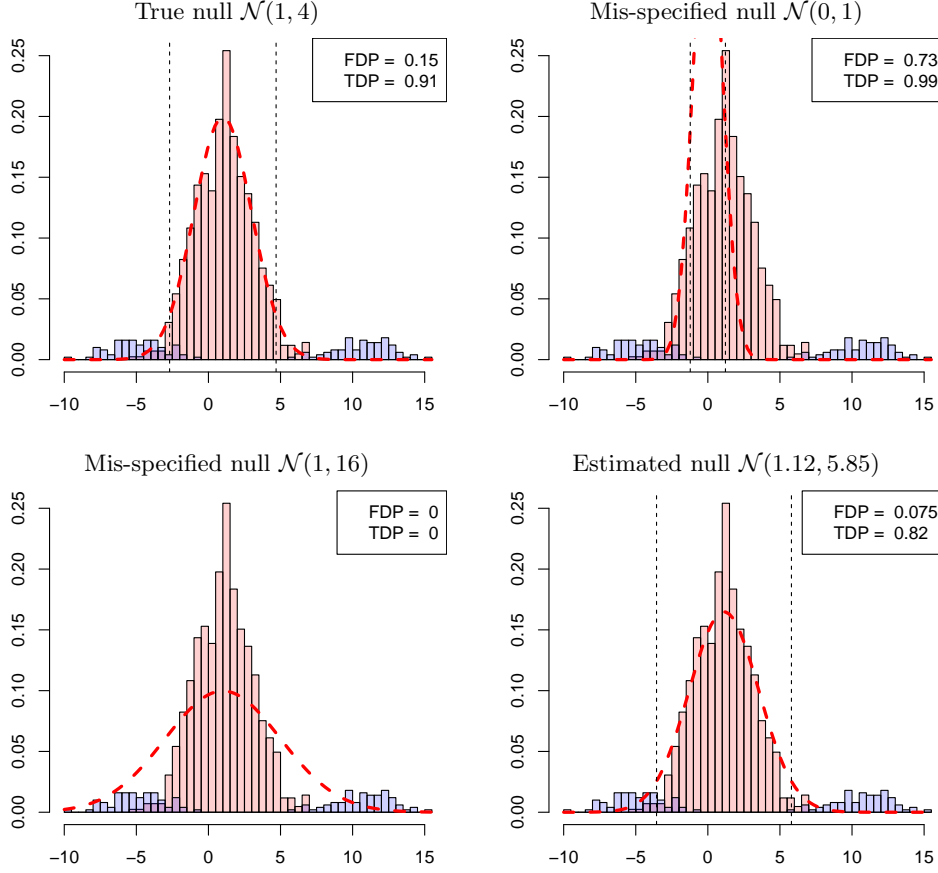 True null N(1, 4)
FDP = 0.15
TDP = 0.91
0.00 0.05 0.10 0.15 0.20 0.25
−10 −5 0 5 10 15
Mis-specified null N(0, 1)
FDP = 0.73
TDP = 0.99
0.00 0.05 0.10 0.15 0.20 0.25
−10 −5 0 5 10 15
Mis-specified null N(1, 16)
FDP = 0
TDP = 0
0.00 0.05 0.10 0.15 0.20 0.25
−10 −5 0 5 10 15
Estimated null N(1.12, 5.85)
FDP = 0.075
TDP = 0.82
0.00 0.05 0.10 0.15 0.20 0.25
−10 −5 0 5 10 15